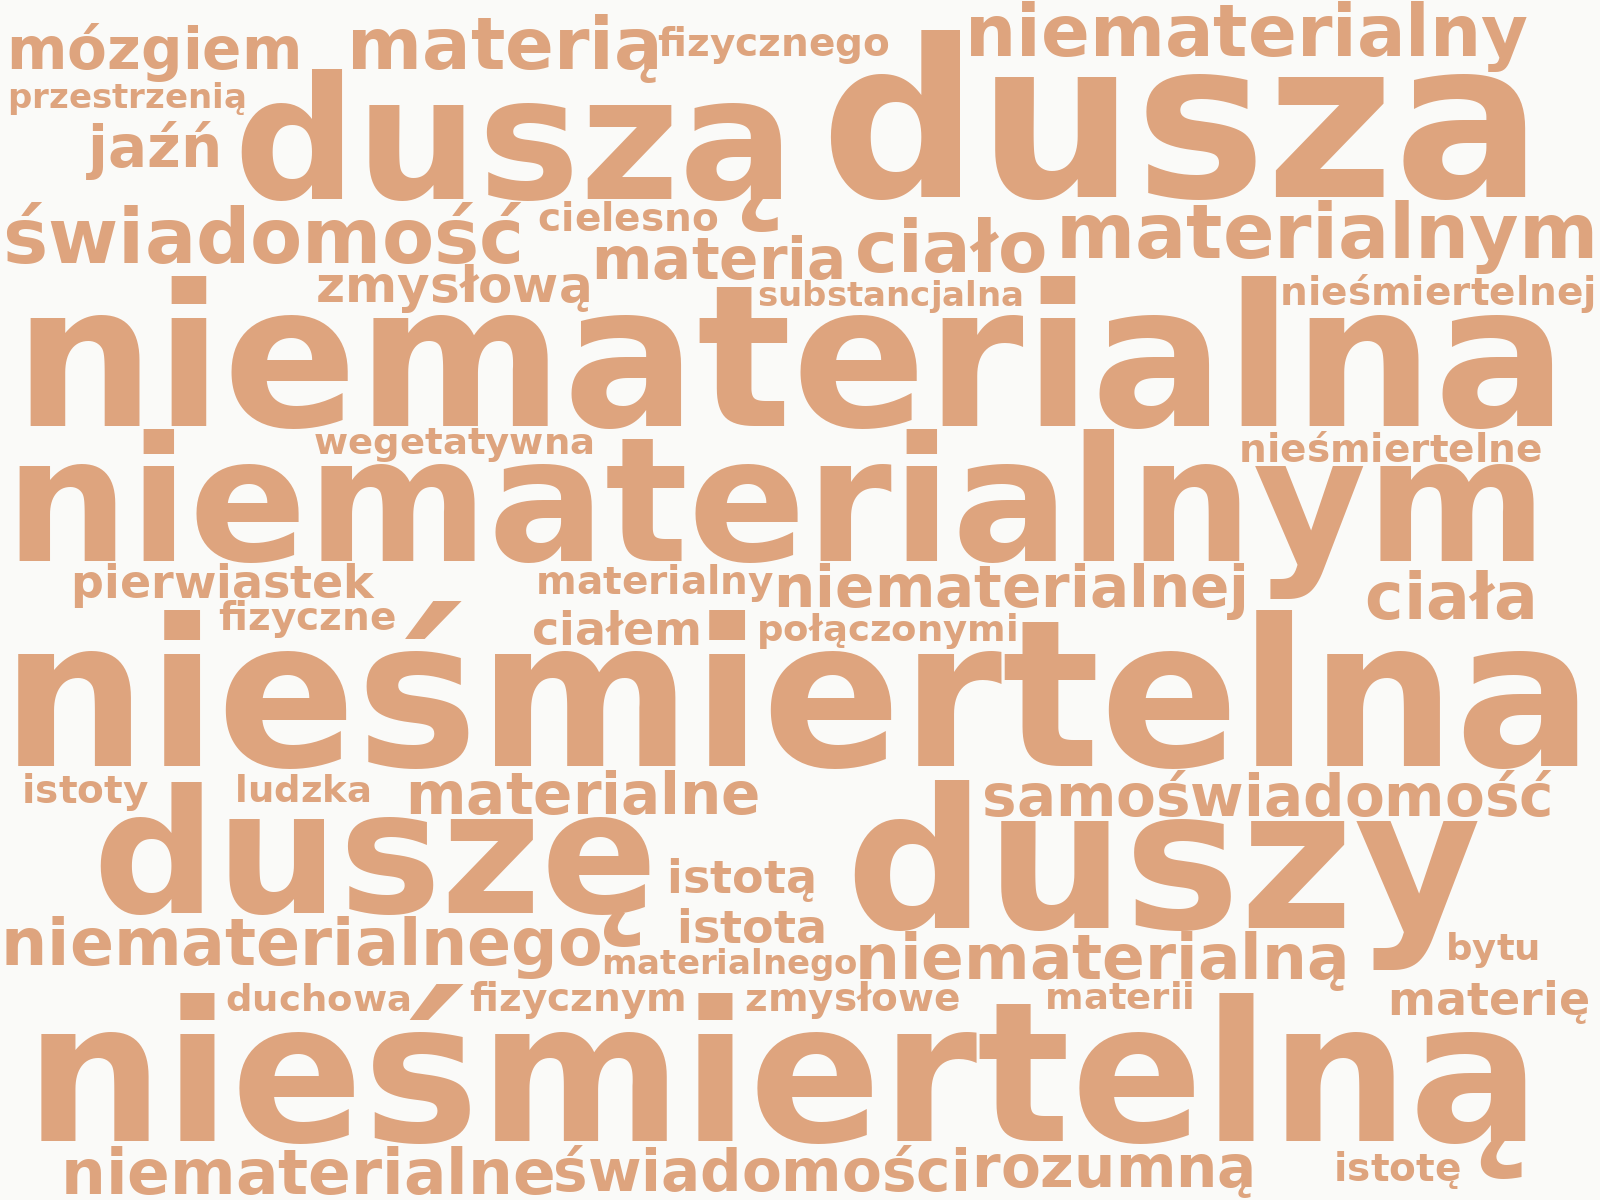 mózgiem materią fizycznego niematerialny
przestrzenią duszą dusza
jaźń
świadomość cielesno materia ciało materialnym
zmysłową substancjalna nieśmiertelnej
niematerialna
wegetatywna nieśmiertelne
niematerialnym
pierwiastek materialny niematerialnej ciała
fizyczne ciałem połączonymi
nieśmiertelna
istoty ludzka materialne samoświadomość
duszę duszy
istotą
istota
niematerialnego materialnego niematerialną bytu
duchowa fizycznym zmysłowe materii materię
nieśmiertelną
niematerialne świadomości rozumną istotę